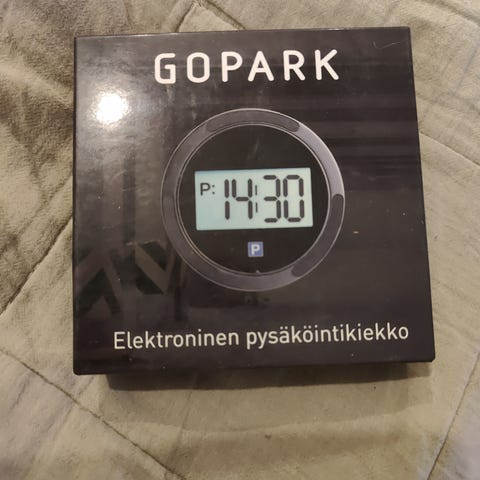 GOPARK
P: 14:30
P
Elektroninen pysäköintikiekko